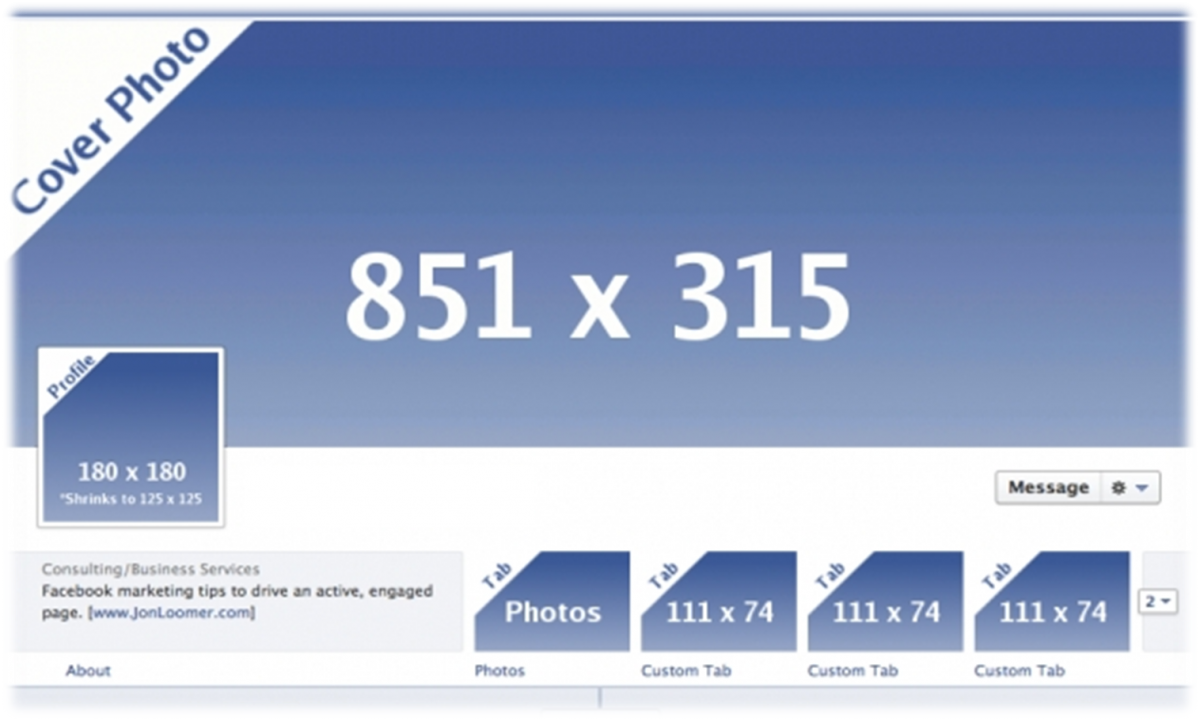 Cover Photo
851 x 315
Profile
180 x 180
*Shrinks to 125 x 125
Message
Consulting/Business Services
Facebook marketing tips to drive an active, engaged
page. [www.JonLoomer.com]
About
Tab
Photos
Photos
Tab
111 x 74
Custom Tab
Tab
111 x 74
Custom Tab
Tab
111 x 74
Custom Tab
2